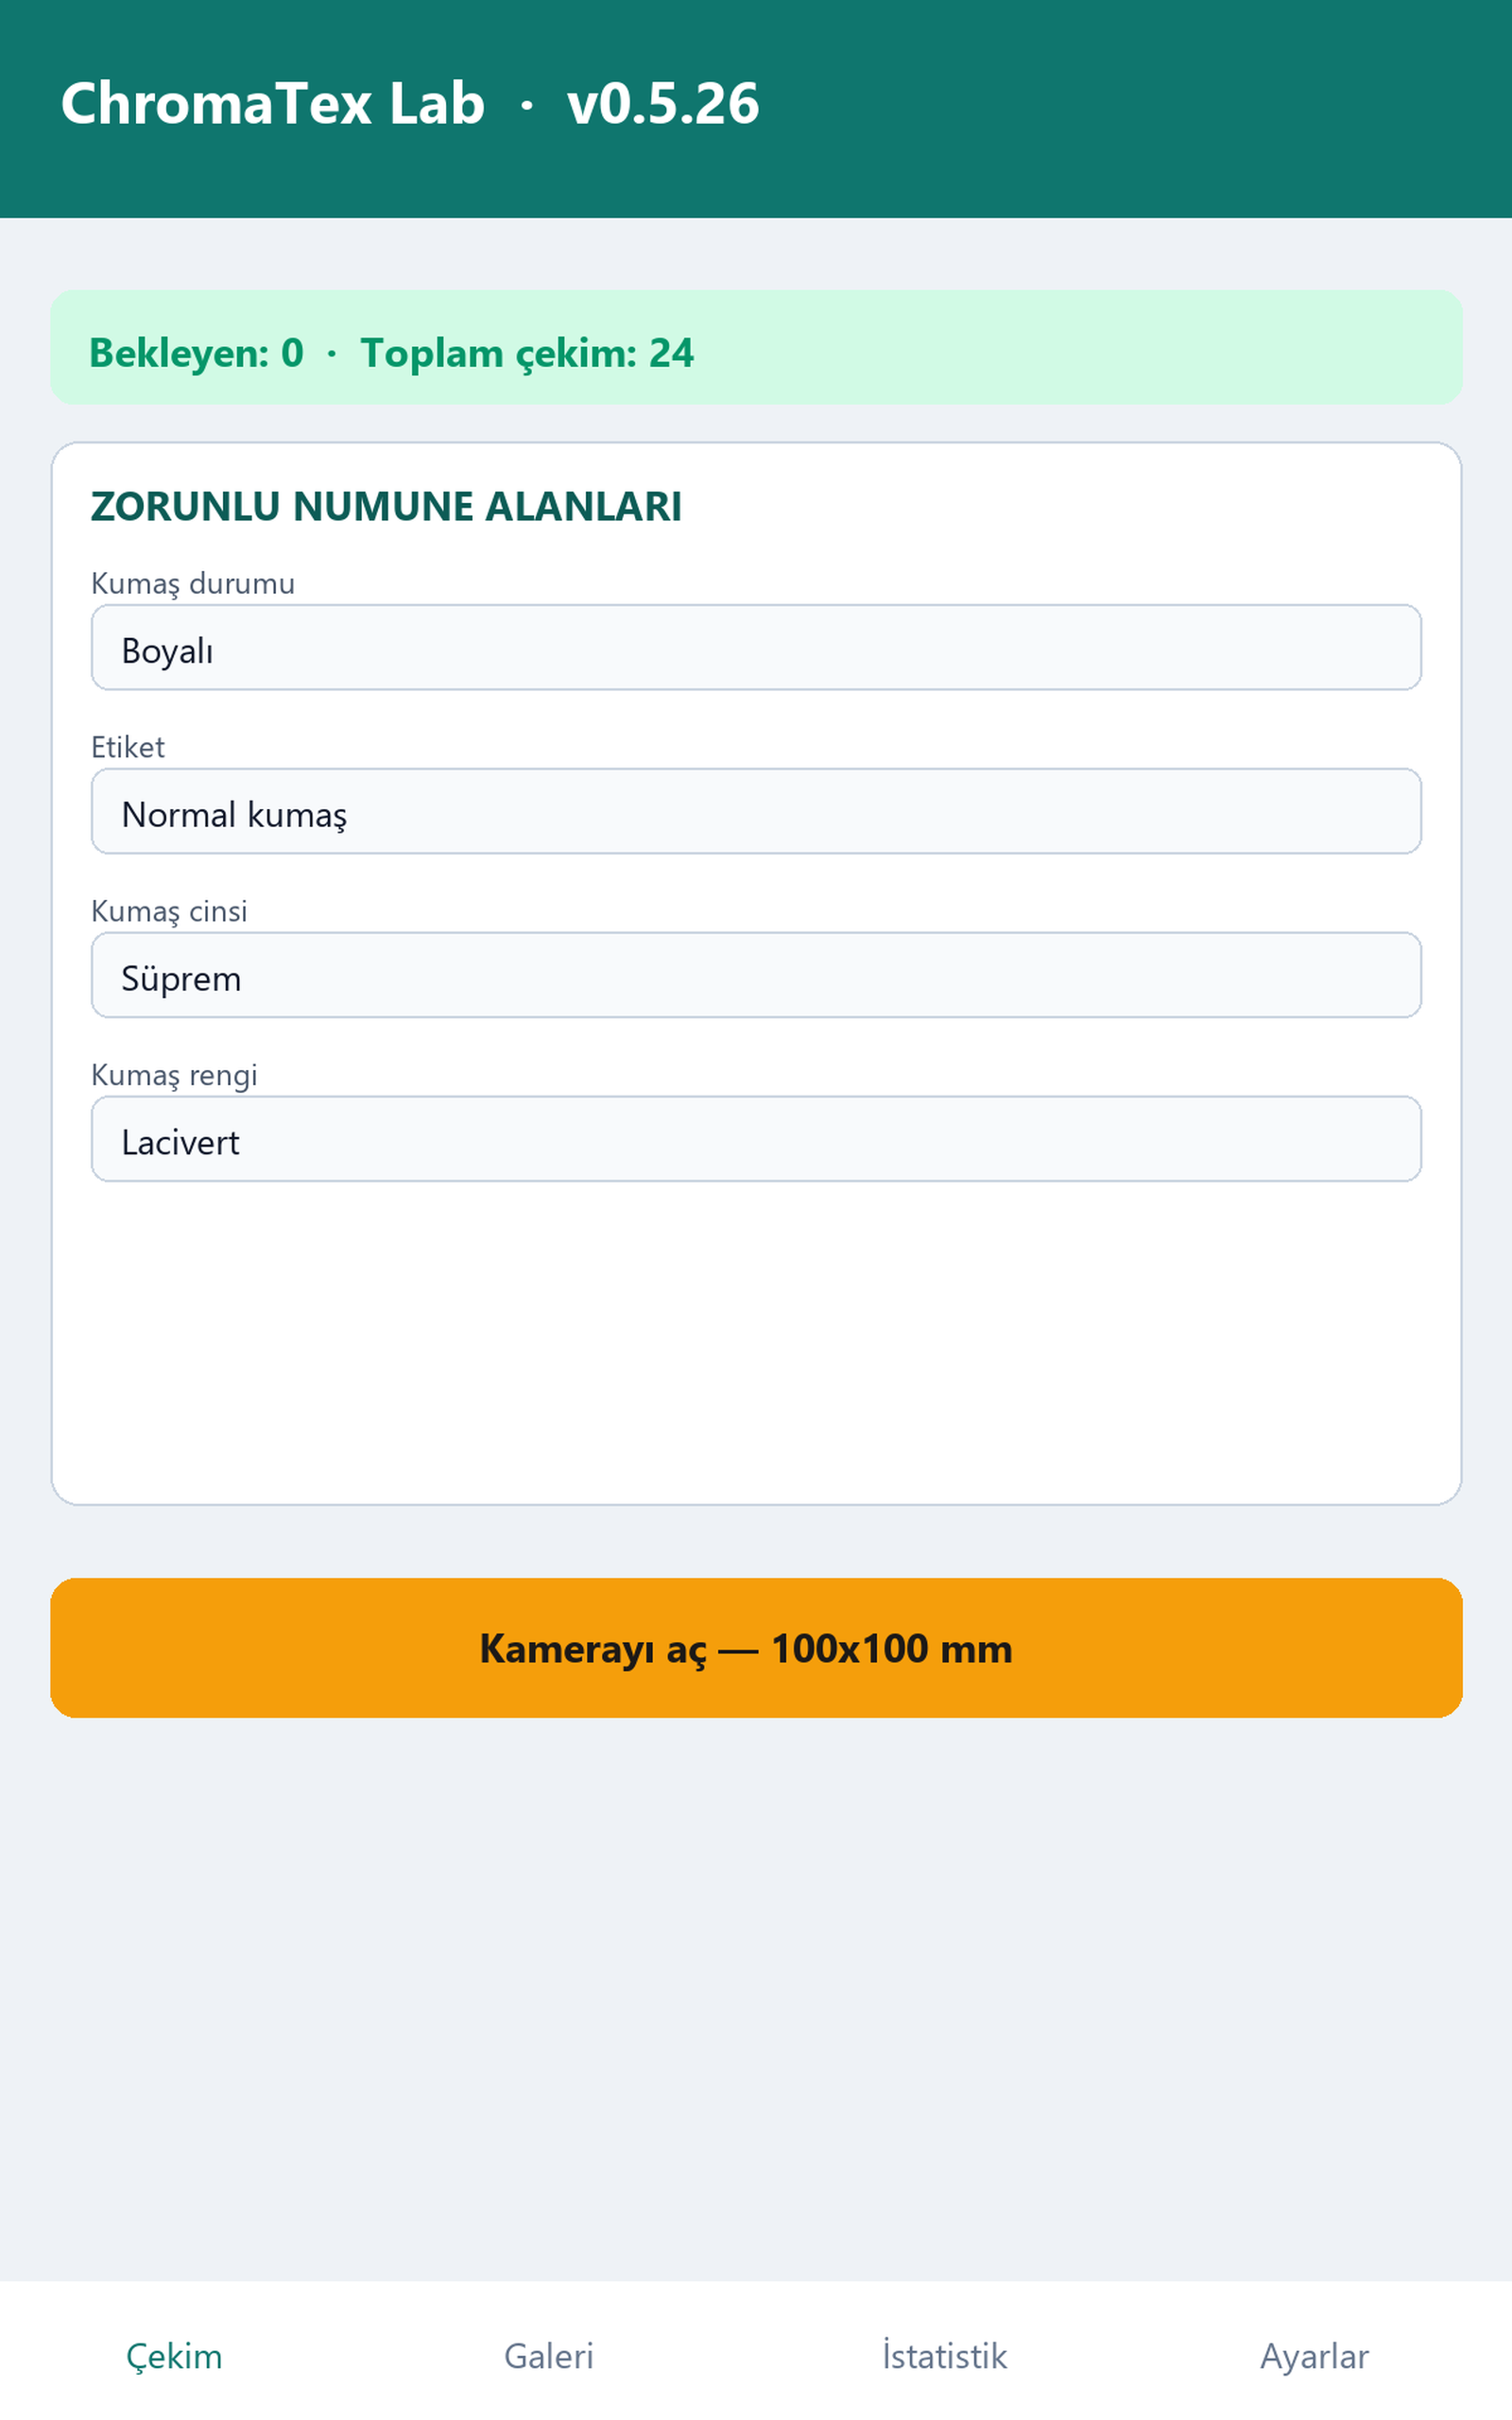 ChromaTex Lab · v0.5.26
Bekleyen: 0 · Toplam çekim: 24
ZORUNLU NUMUNE ALANLARI
Kumaş durumu
Boyalı
Etiket
Normal kumaş
Kumaş cinsi
Süprem
Kumaş rengi
Lacivert
Kamerayı aç — 100x100 mm
Çekim Galeri İstatistik Ayarlar